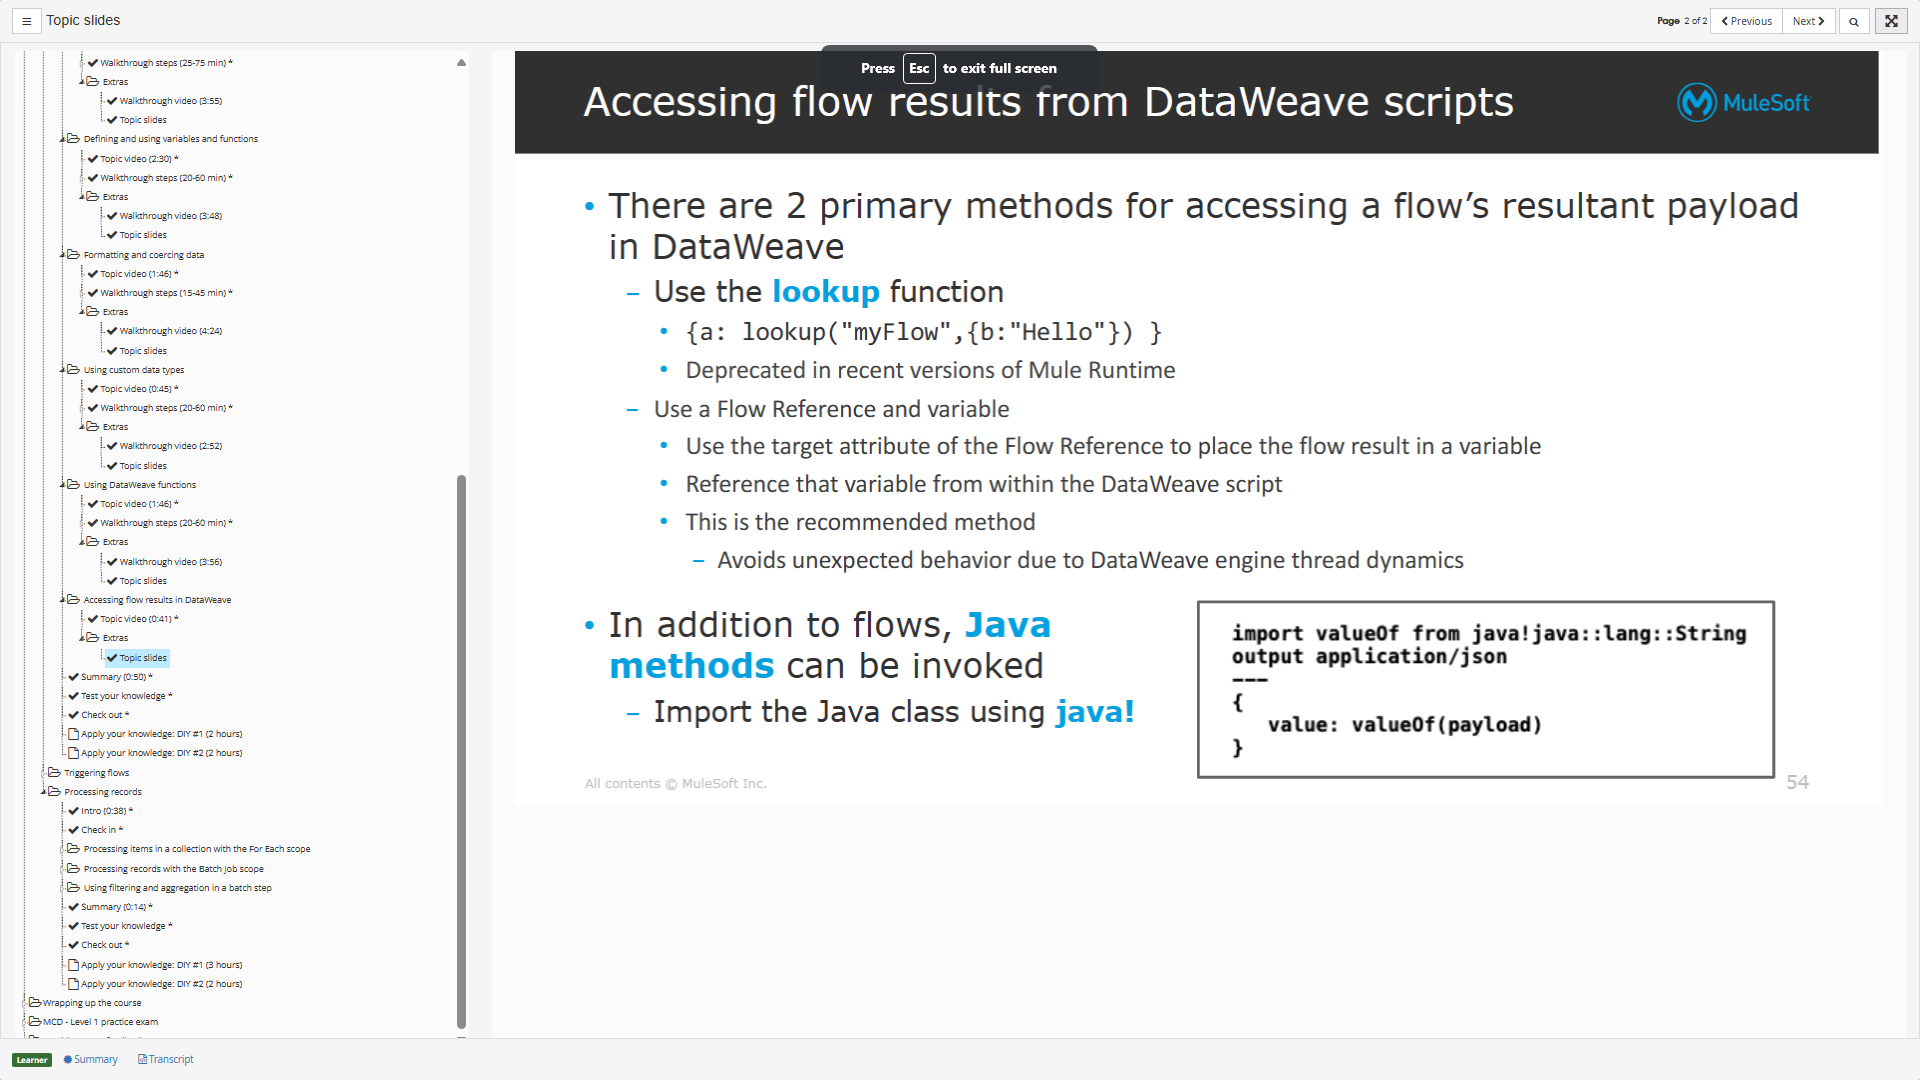 Topic slides
Page 2 of 2 Previous Next
Press Esc to exit full screen
Walkthrough steps (25-75 min) *
Extras
Walkthrough video (3:55)
Topic slides
Defining and using variables and functions
Topic video (2:30) *
Walkthrough steps (20-60 min) *
Extras
Walkthrough video (3:48)
Topic slides
Formatting and coercing data
Topic video (1:46) *
Walkthrough steps (15-45 min) *
Extras
Walkthrough video (4:24)
Topic slides
Using custom data types
Topic video (0:45) *
Walkthrough steps (20-60 min) *
Extras
Walkthrough video (2:52)
Topic slides
Using DataWeave functions
Topic video (1:46) *
Walkthrough steps (20-60 min) *
Extras
Walkthrough video (3:56)
Topic slides
Accessing flow results in DataWeave
Topic video (0:41) *
Extras
Topic slides
Summary (0:50) *
Test your knowledge *
Check out *
Apply your knowledge: DIY #1 (2 hours)
Apply your knowledge: DIY #2 (2 hours)
Triggering flows
Processing records
Intro (0:38) *
Check in *
Processing items in a collection with the For Each scope
Processing records with the Batch Job scope
Using filtering and aggregation in a batch step
Summary (0:14) *
Test your knowledge *
Check out *
Apply your knowledge: DIY #1 (3 hours)
Apply your knowledge: DIY #2 (2 hours)
Wrapping up the course
MCD - Level 1 practice exam
Accessing flow results from DataWeave scripts
MuleSoft
• There are 2 primary methods for accessing a flow’s resultant payload
in DataWeave
– Use the lookup function
• {a: lookup("myFlow",{b:"Hello"}) }
• Deprecated in recent versions of Mule Runtime
– Use a Flow Reference and variable
• Use the target attribute of the Flow Reference to place the flow result in a variable
• Reference that variable from within the DataWeave script
• This is the recommended method
– Avoids unexpected behavior due to DataWeave engine thread dynamics
• In addition to flows, Java
methods can be invoked
– Import the Java class using java!
import valueOf from java!java::lang::String
output application/json
---
{
value: valueOf(payload)
}
All contents © MuleSoft Inc.
54
Learner Summary Transcript